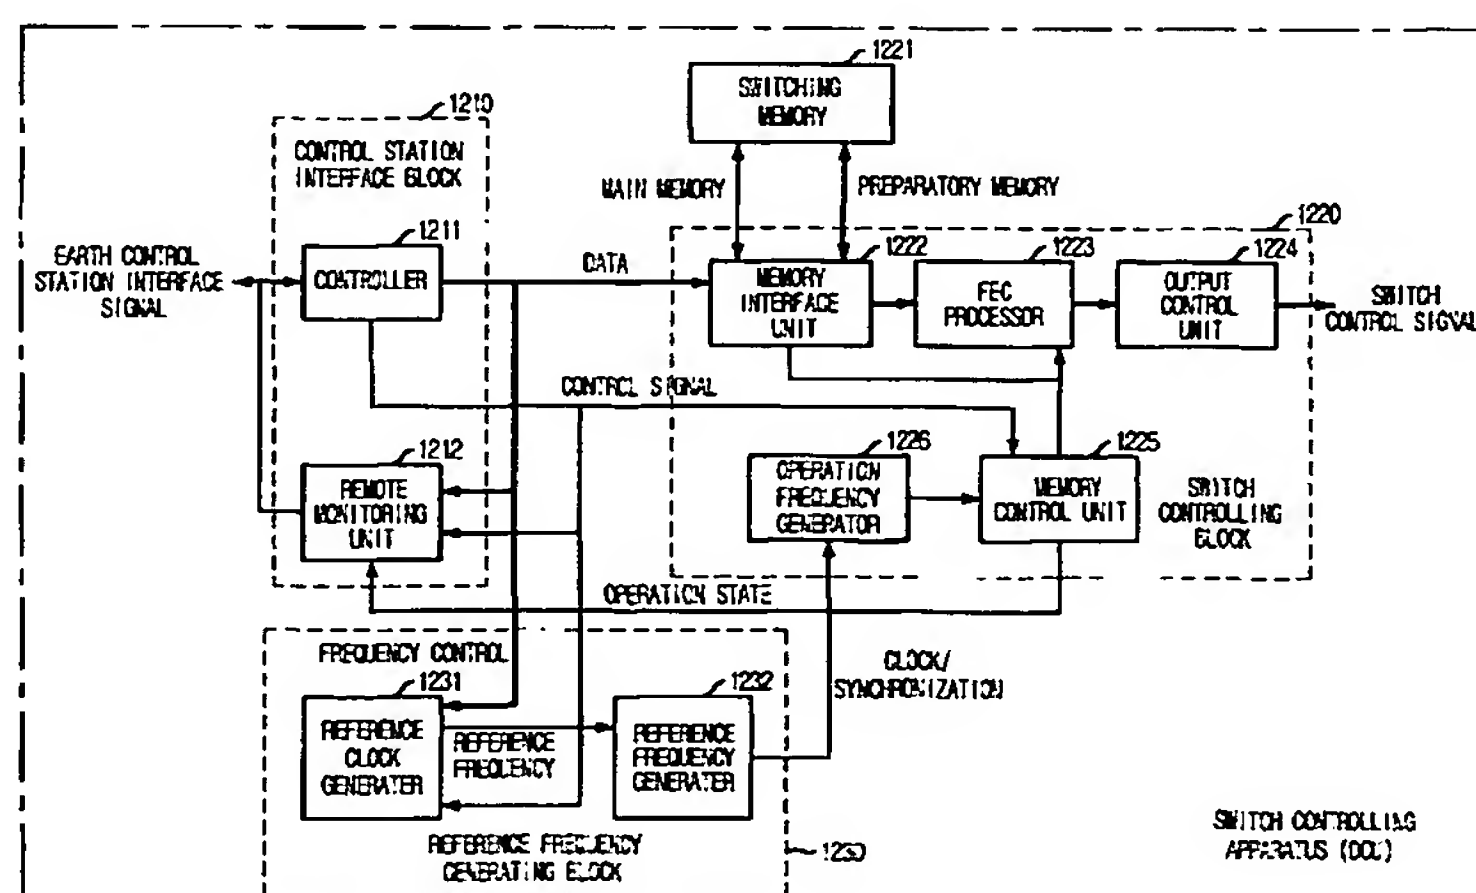 1221
SWITCHING
MEMORY
1210
CONTROL STATION
INTERFACE BLOCK
MAIN MEMORY
PREPARATORY MEMORY
1220
1211
1222
1223
1224
EARTH CONTROL
STATION INTERFACE
SIGNAL
CONTROLLER
DATA
MEMORY
INTERFACE
UNIT
FEC
PROCESSOR
OUTPUT
CONTROL
UNIT
SWITCH
CONTROL SIGNAL
CONTROL SIGNAL
1212
1226
1225
REMOTE
MONITORING
UNIT
OPERATION
FREQUENCY
GENERATOR
MEMORY
CONTROL UNIT
SWITCH
CONTROLLING
BLOCK
OPERATION STATE
FREQUENCY CONTROL
CLOCK/
SYNCHRONIZATION
1231
1232
REFERENCE
CLOCK
GENERATER
REFERENCE
FREQUENCY
REFERENCE
FREQUENCY
GENERATER
REFERENCE FREQUENCY
GENERATING BLOCK
1230
SWITCH CONTROLLING
APPARATUS